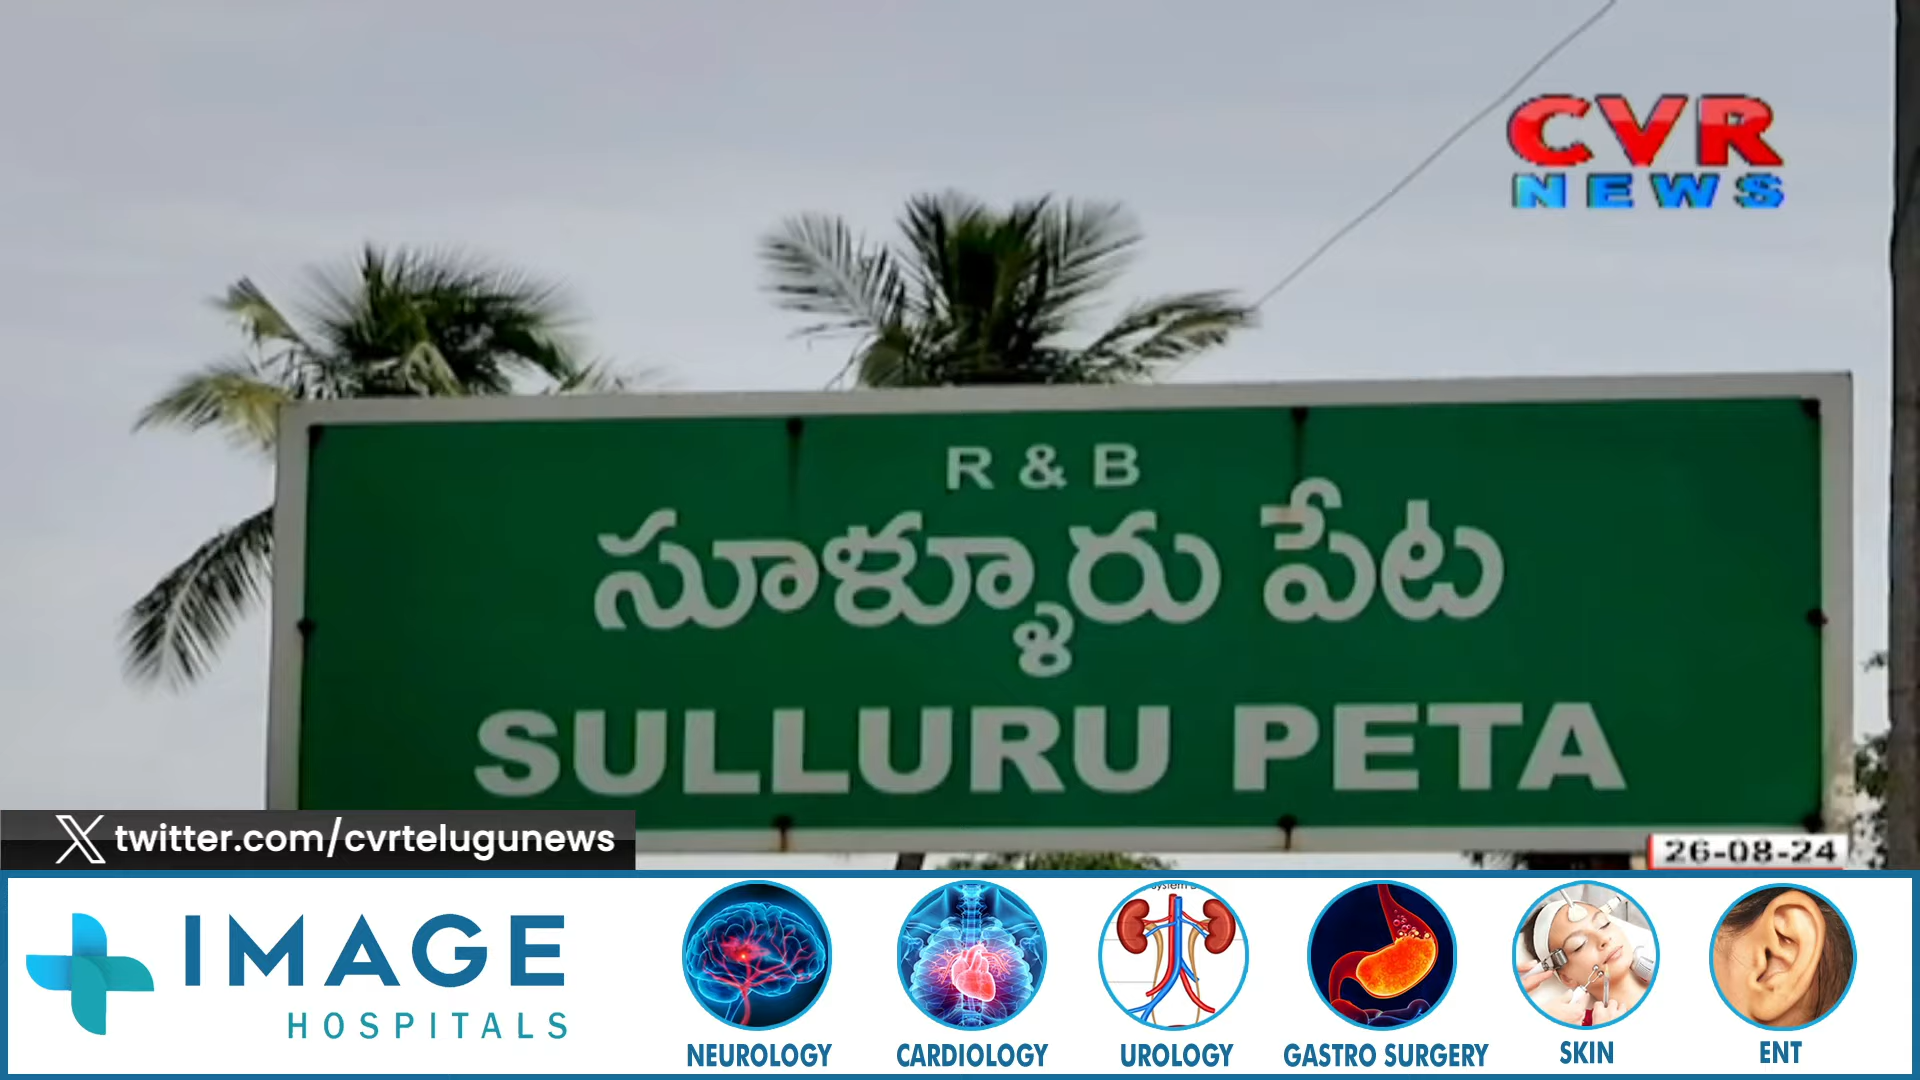 CVR
NEWS
R & B
సూళ్ళూరు పేట
SULLURU PETA
twitter.com/cvrtelugunews
26-08-24
IMAGE
HOSPITALS
NEUROLOGY
CARDIOLOGY
UROLOGY
GASTRO SURGERY
SKIN
ENT